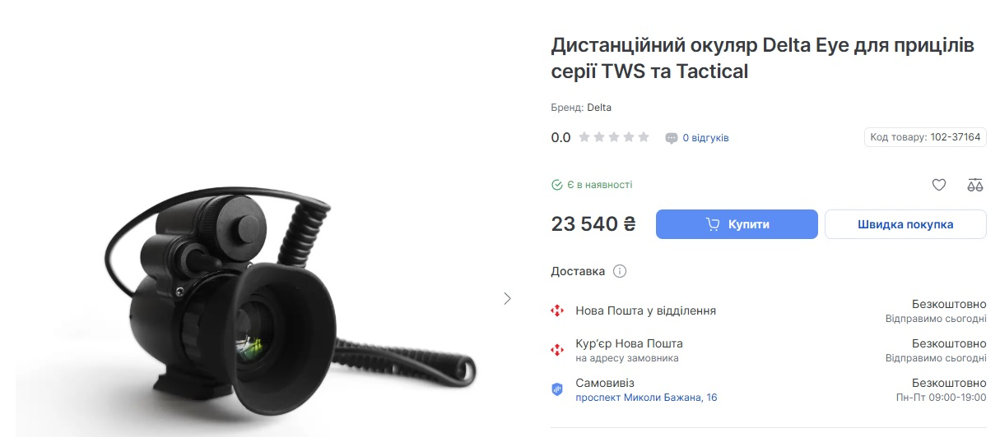 Дистанційний окуляр Delta Eye для прицілів
серії TWS та Tactical
Бренд: Delta
0.0 0 відгуків Код товару: 102-37164
Є в наявності
23 540 ₴ Купити Швидка покупка
Доставка
Нова Пошта у відділення Безкоштовно
Відправимо сьогодні
Кур’єр Нова Пошта Безкоштовно
на адресу замовника Відправимо сьогодні
Самовивіз Безкоштовно
проспект Миколи Бажана, 16 Пн-Пт 09:00-19:00